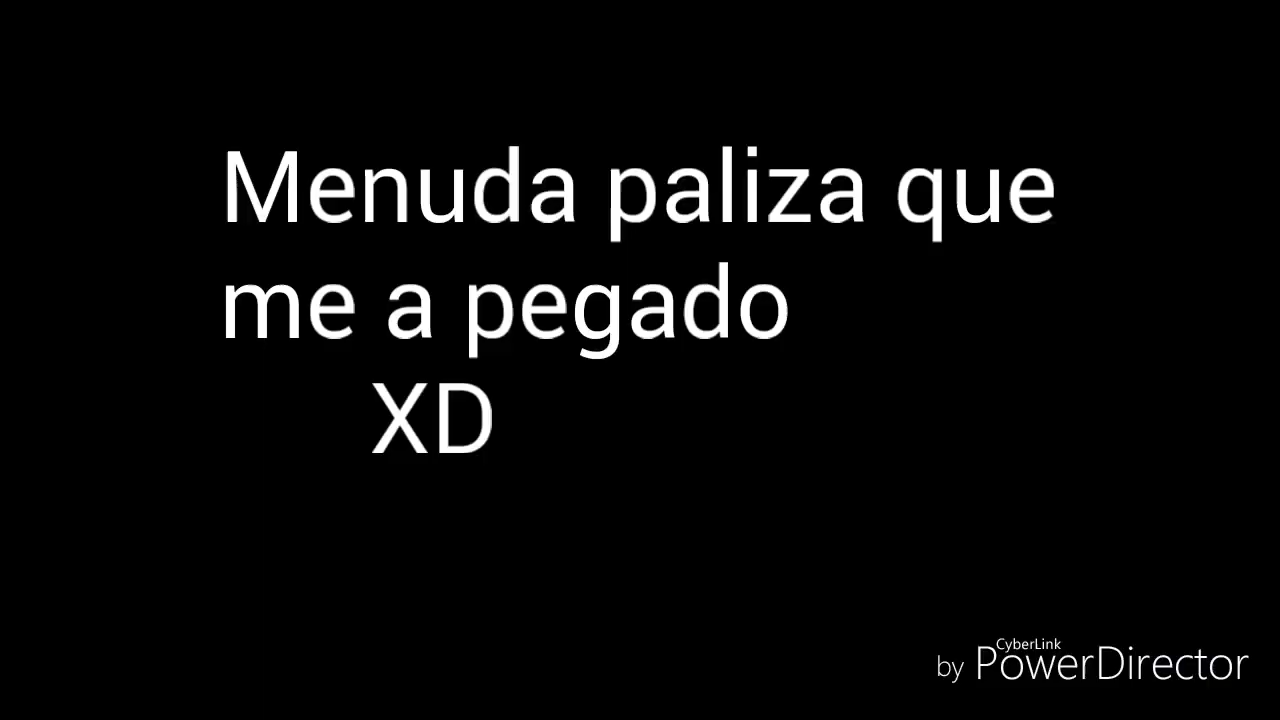 Menuda paliza que
me a pegado
XD
CyberLink
by PowerDirector